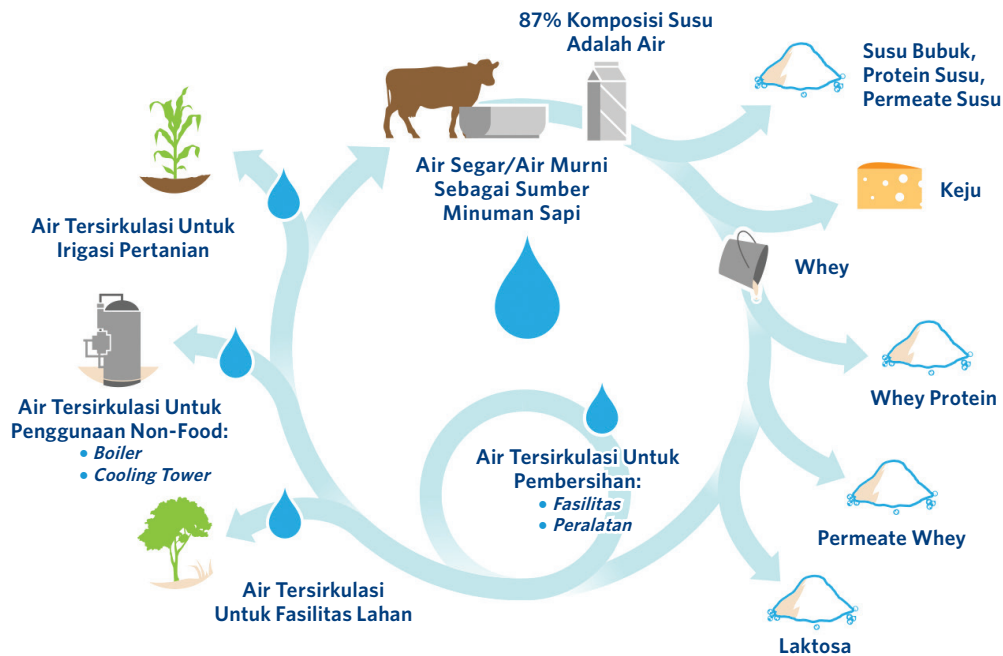 87% Komposisi Susu
Adalah Air
Susu Bubuk,
Protein Susu,
Permeate Susu
Air Segar/Air Murni
Sebagai Sumber
Minuman Sapi
Keju
Air Tersirkulasi Untuk
Irigasi Pertanian
Whey
Whey Protein
Air Tersirkulasi Untuk
Penggunaan Non-Food:
• Boiler
• Cooling Tower
Air Tersirkulasi Untuk
Pembersihan:
• Fasilitas
• Peralatan
Permeate Whey
Air Tersirkulasi
Untuk Fasilitas Lahan
Laktosa